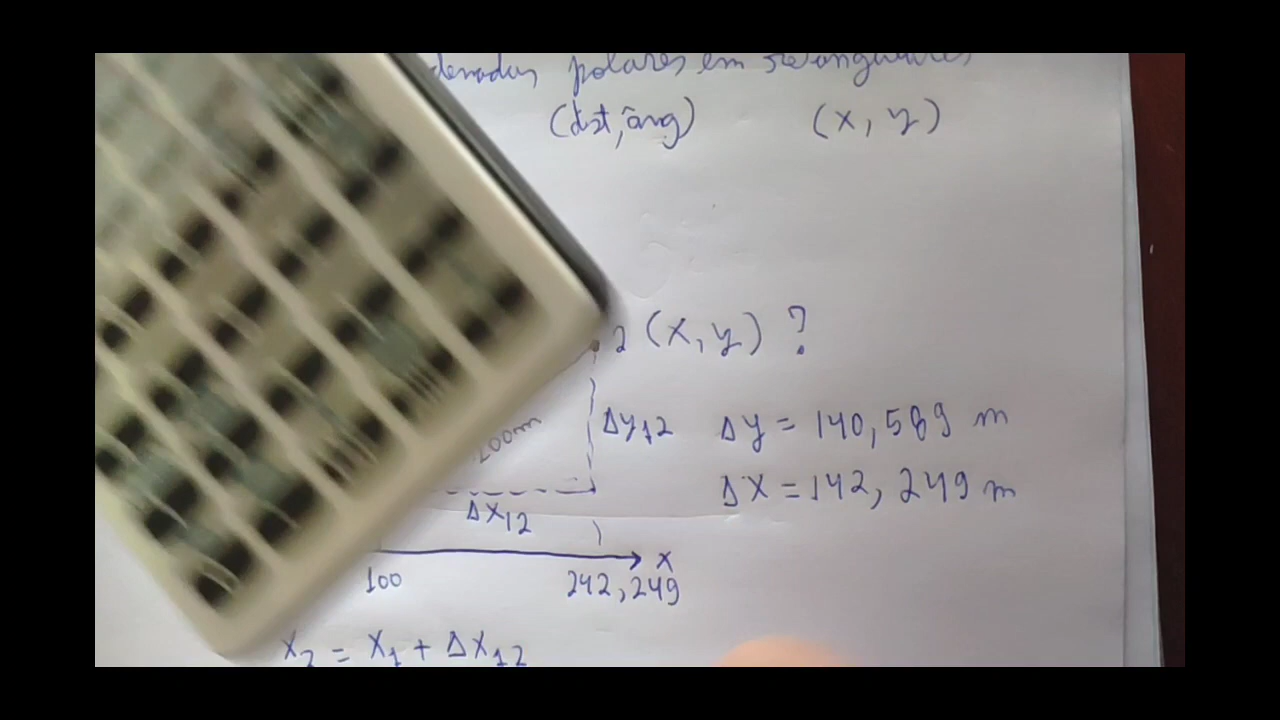 polares em
(dist, âng) (x, y)
2 (x, y) ?
200m Δy12 Δy = 140,589 m
Δx = 142,249 m
Δx12
x
100 242,249
x2 = x1 + Δx12